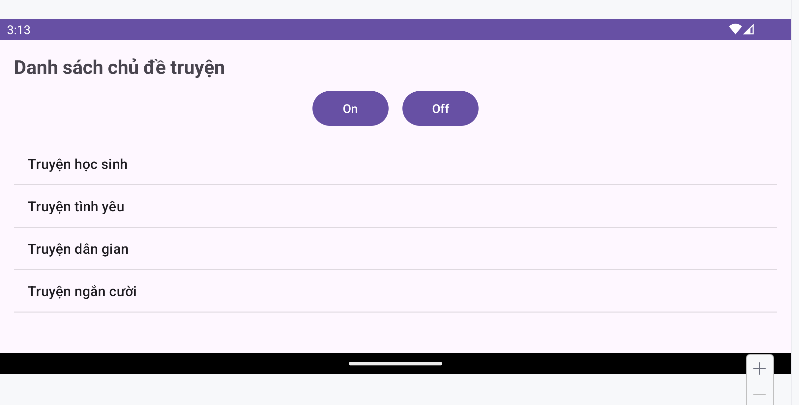 3:13
Danh sách chủ đề truyện
On
Off
Truyện học sinh
Truyện tình yêu
Truyện dân gian
Truyện ngắn cười